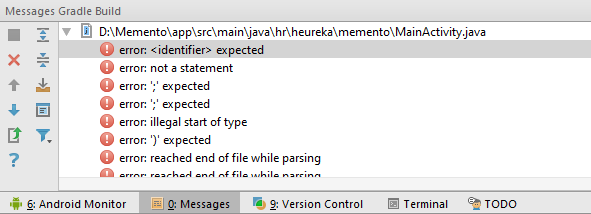 Messages Gradle Build
D:\Memento\app\src\main\java\hr\heureka\memento\MainActivity.java
error: <identifier> expected
error: not a statement
error: ';' expected
error: ';' expected
error: illegal start of type
error: ')' expected
error: reached end of file while parsing
error: reached end of file while parsing
6: Android Monitor 0: Messages 9: Version Control Terminal TODO